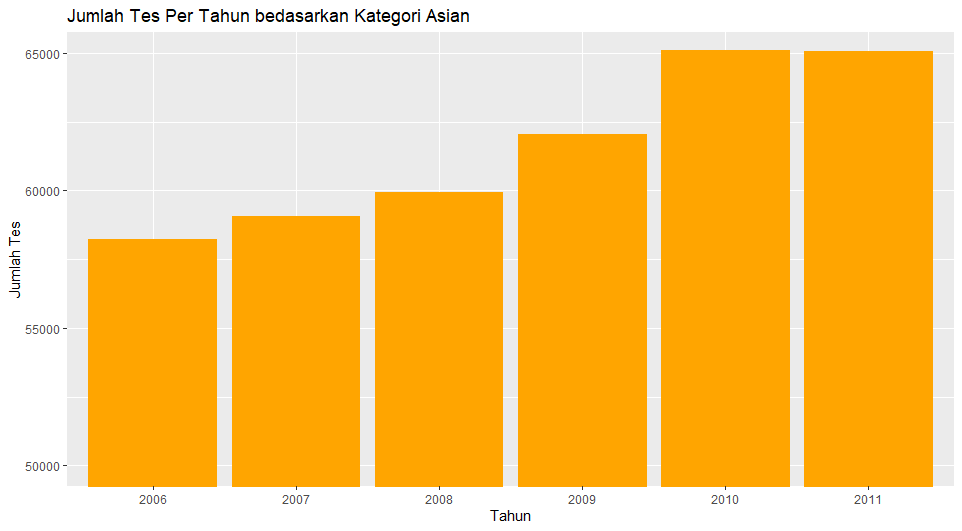 Jumlah Tes Per Tahun bedasarkan Kategori Asian
65000
60000
55000
50000
Jumlah Tes
2006 2007 2008 2009 2010 2011
Tahun